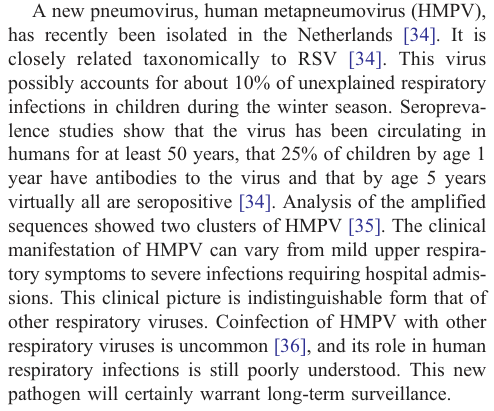 A new pneumovirus, human metapneumovirus (HMPV),
has recently been isolated in the Netherlands [34]. It is
closely related taxonomically to RSV [34]. This virus
possibly accounts for about 10% of unexplained respiratory
infections in children during the winter season. Seropreva-
lence studies show that the virus has been circulating in
humans for at least 50 years, that 25% of children by age 1
year have antibodies to the virus and that by age 5 years
virtually all are seropositive [34]. Analysis of the amplified
sequences showed two clusters of HMPV [35]. The clinical
manifestation of HMPV can vary from mild upper respira-
tory symptoms to severe infections requiring hospital admis-
sions. This clinical picture is indistinguishable form that of
other respiratory viruses. Coinfection of HMPV with other
respiratory viruses is uncommon [36], and its role in human
respiratory infections is still poorly understood. This new
pathogen will certainly warrant long-term surveillance.